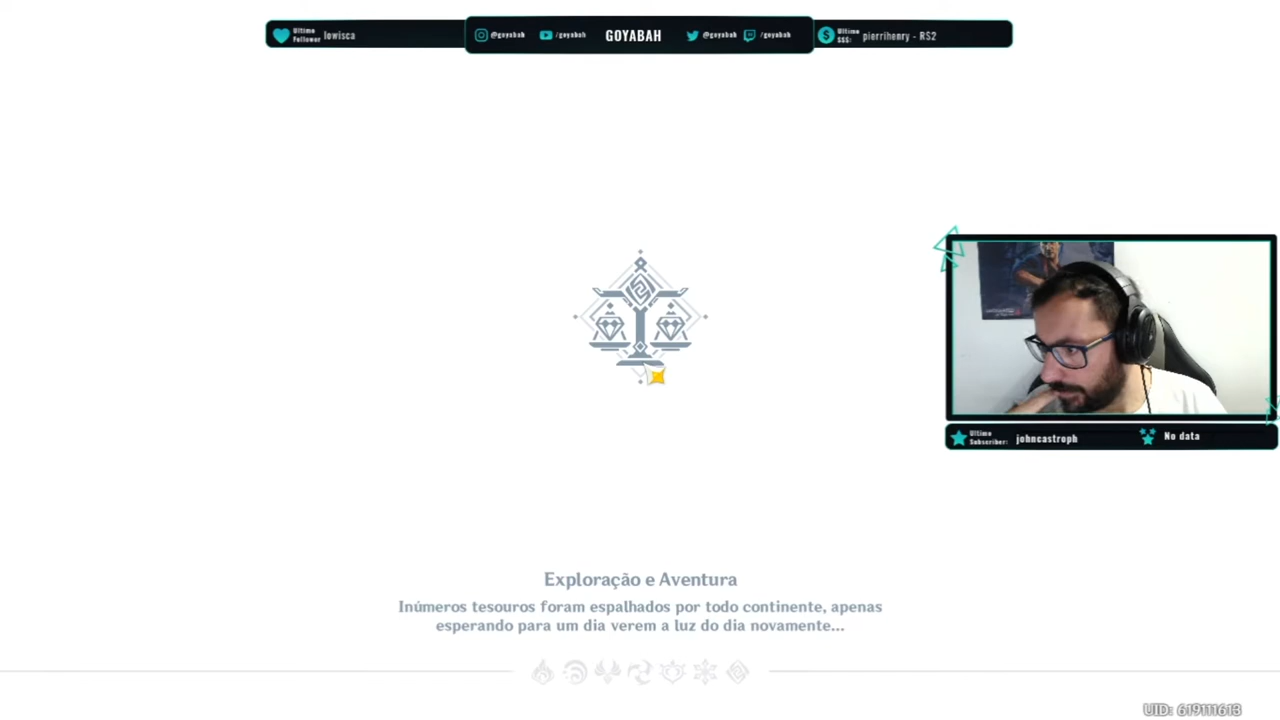 Ultimo Follower lowisca
@goyabah /goyabah GOYABAH @goyabah /goyabah
Ultimo $$$: pierrihenry - R$2
Ultimo Subscriber: johncastroph No data
Exploração e Aventura
Inúmeros tesouros foram espalhados por todo continente, apenas
esperando para um dia verem a luz do dia novamente...
UID: 619111613